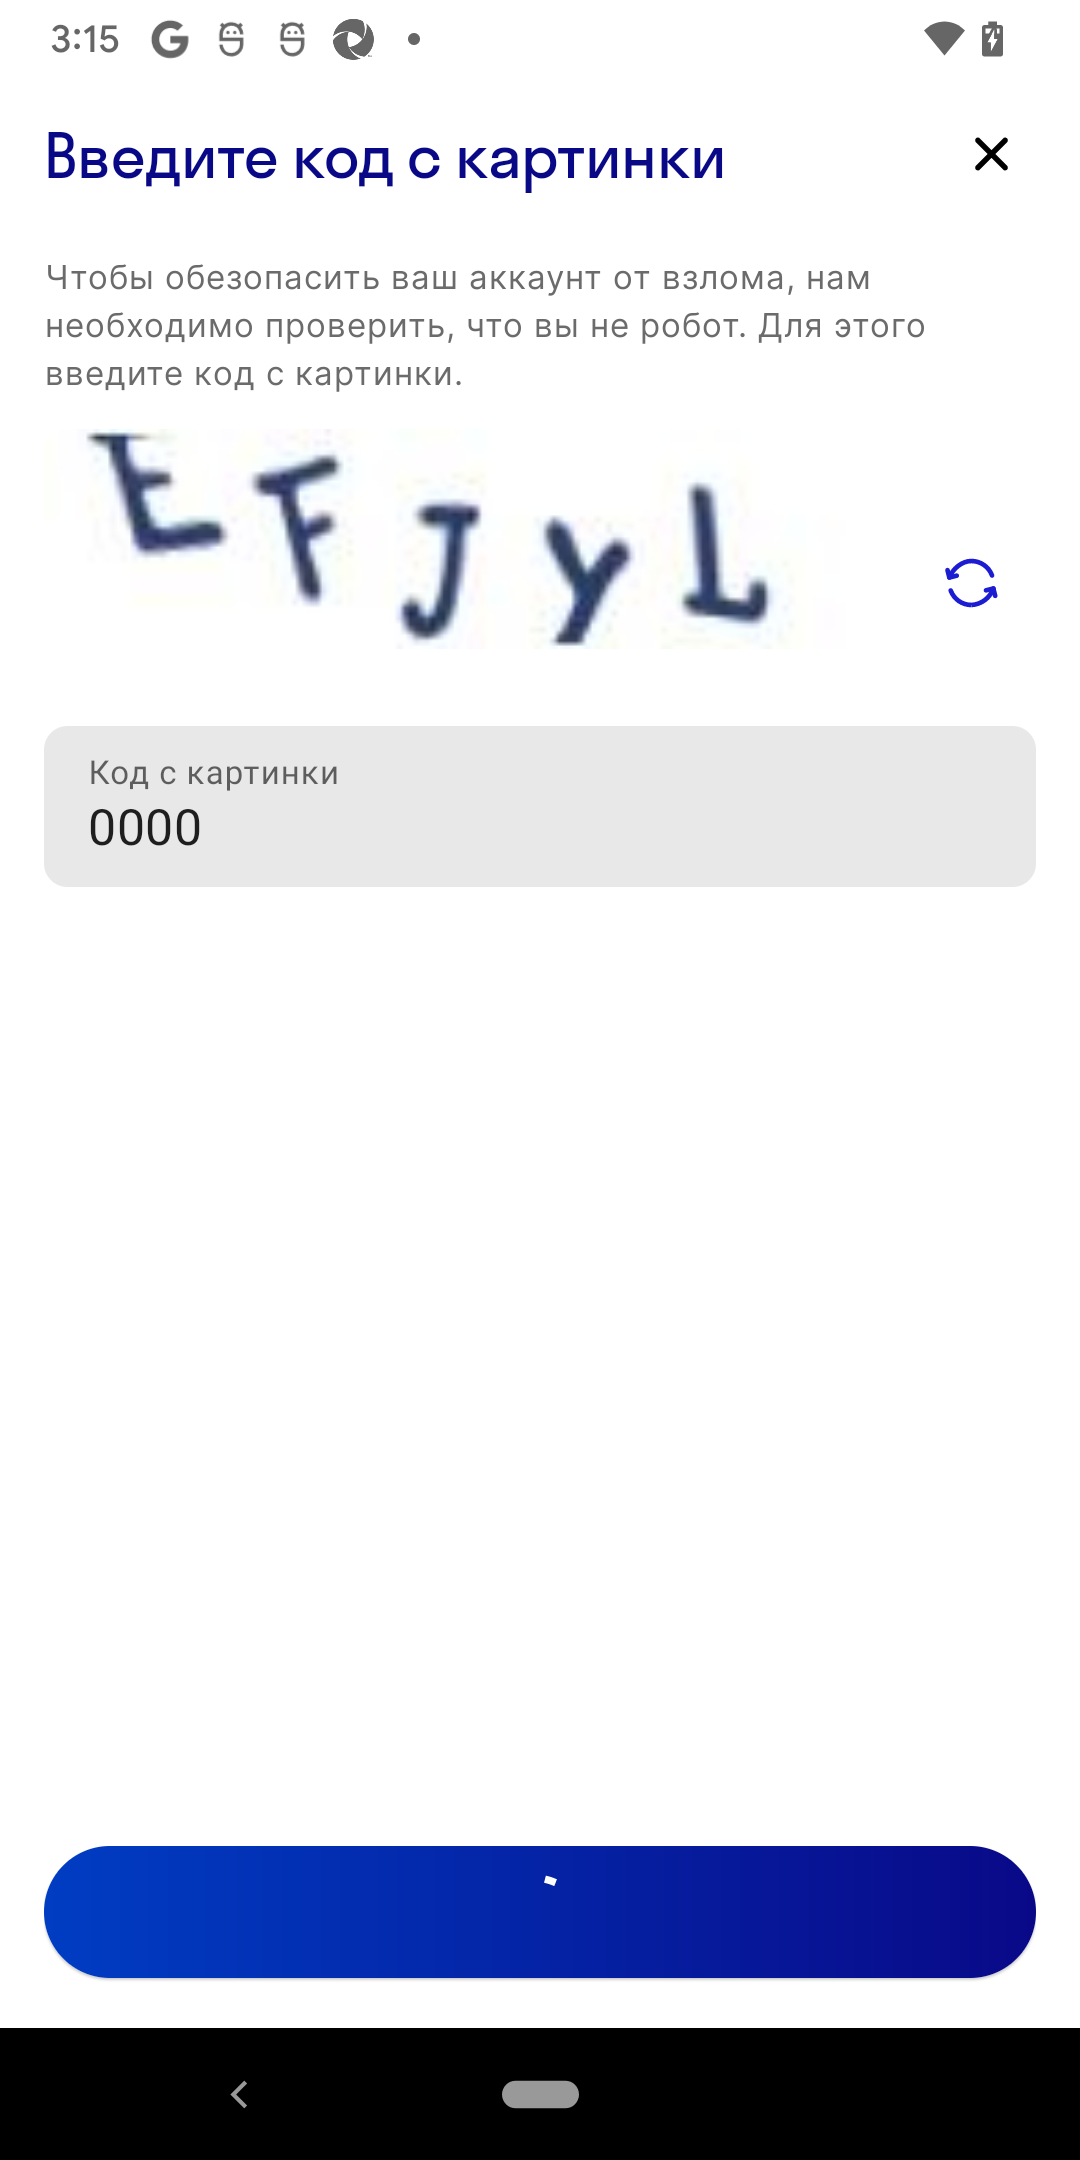 3:15
Введите код с картинки
Чтобы обезопасить ваш аккаунт от взлома, нам
необходимо проверить, что вы не робот. Для этого
введите код с картинки.
EFJyL
Код с картинки
0000